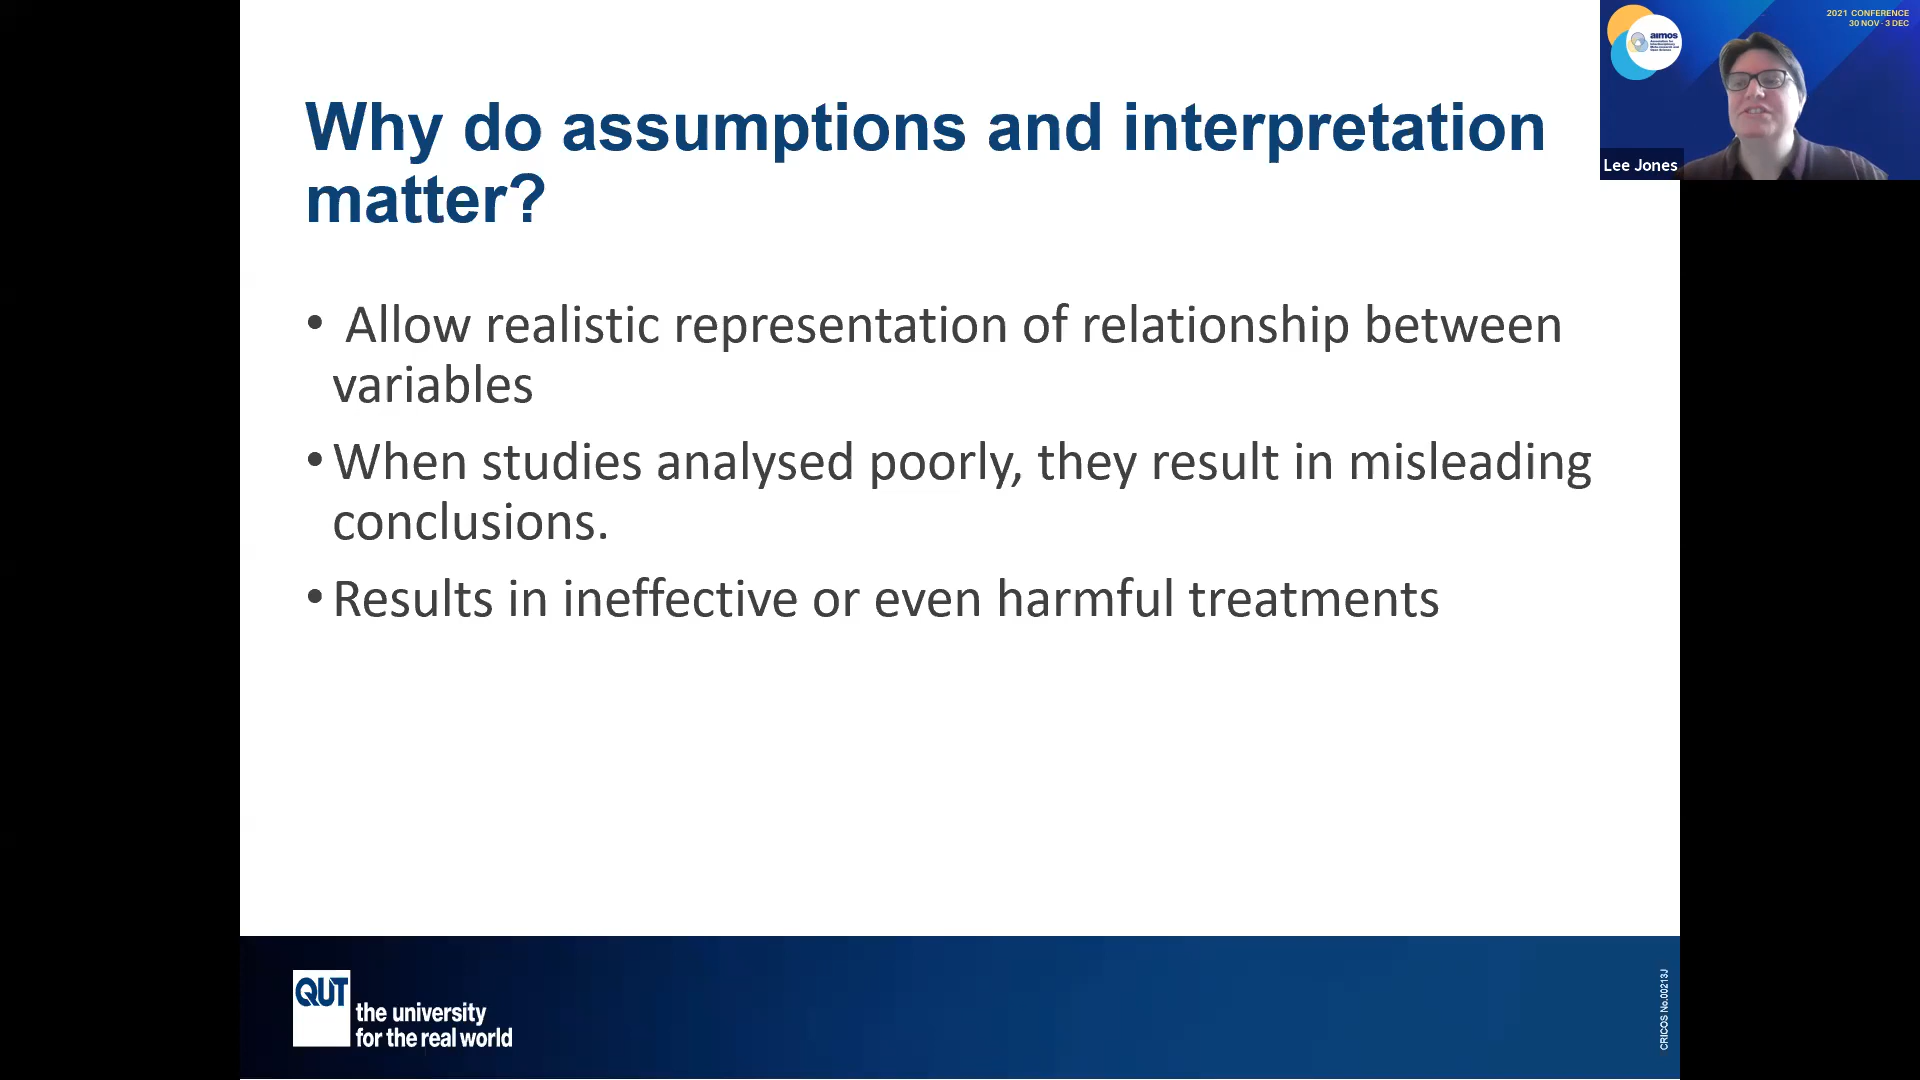 Why do assumptions and interpretation
matter?
• Allow realistic representation of relationship between
variables
• When studies analysed poorly, they result in misleading
conclusions.
• Results in ineffective or even harmful treatments
QUT
the university
for the real world
CRICOS No.00213J
aimos
2021 CONFERENCE
30 NOV - 3 DEC
Lee Jones